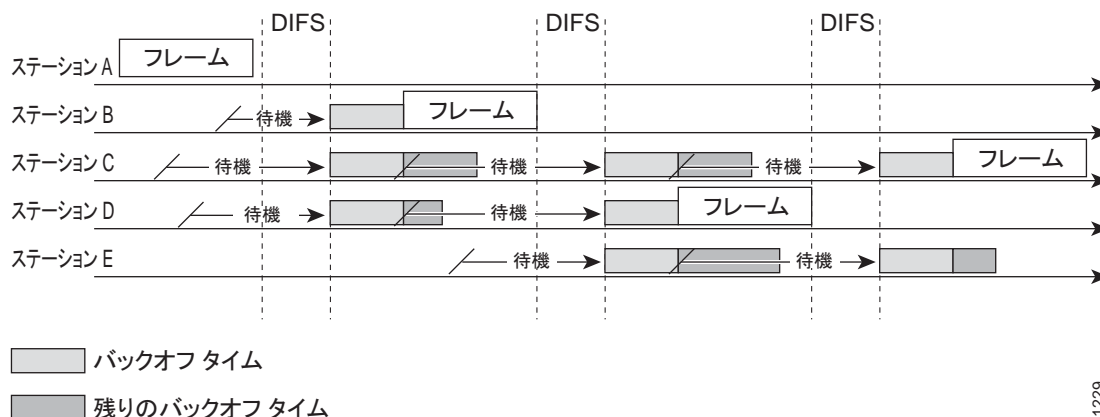 DIFS DIFS DIFS
ステーション A フレーム
ステーション B 待機 フレーム
ステーション C 待機 待機 待機 フレーム
ステーション D 待機 待機 フレーム
ステーション E 待機 待機
バックオフ タイム
残りのバックオフ タイム